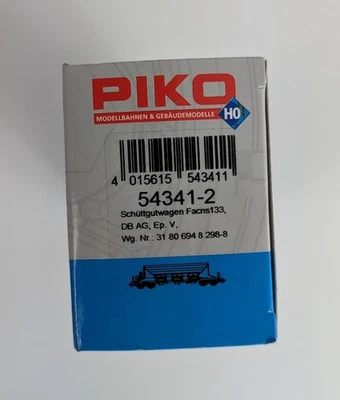 PIKO
MODELLBAHNEN & GEBÄUDEMODELLE
H0
4 015615 543411
54341-2
Schüttgutwagen Facns133,
DB AG, Ep. V,
Wg. Nr.: 31 80 694 8 298-8